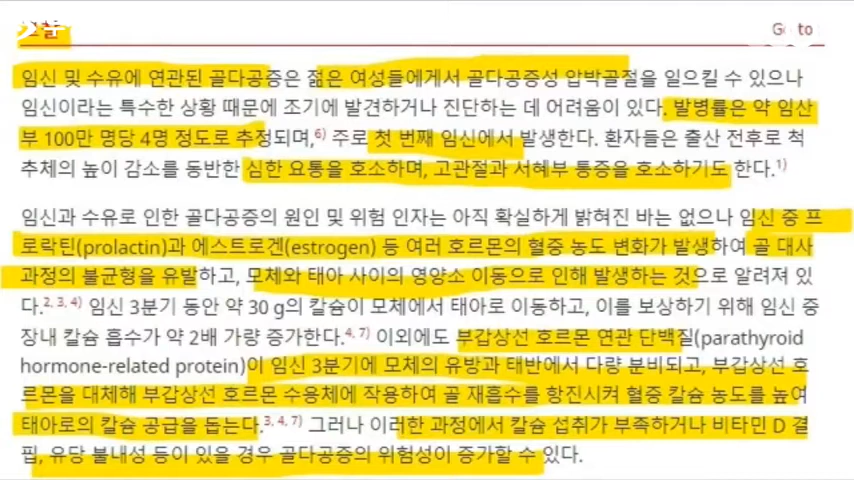 Go to
임신 및 수유에 연관된 골다공증은 젊은 여성들에게서 골다공증성 압박골절을 일으킬 수 있으나
임신이라는 특수한 상황 때문에 조기에 발견하거나 진단하는 데 어려움이 있다. 발병률은 약 임산
부 100만 명당 4명 정도로 추정되며,6) 주로 첫 번째 임신에서 발생한다. 환자들은 출산 전후로 척
추체의 높이 감소를 동반한 심한 요통을 호소하며, 고관절과 서혜부 통증을 호소하기도 한다.1)
임신과 수유로 인한 골다공증의 원인 및 위험 인자는 아직 확실하게 밝혀진 바는 없으나 임신 중 프
로락틴(prolactin)과 에스트로겐(estrogen) 등 여러 호르몬의 혈중 농도 변화가 발생하여 골 대사
과정의 불균형을 유발하고, 모체와 태아 사이의 영양소 이동으로 인해 발생하는 것으로 알려져 있
다.2, 3, 4) 임신 3분기 동안 약 30 g의 칼슘이 모체에서 태아로 이동하고, 이를 보상하기 위해 임신 중
장내 칼슘 흡수가 약 2배 가량 증가한다.4, 7) 이외에도 부갑상선 호르몬 연관 단백질(parathyroid
hormone-related protein)이 임신 3분기에 모체의 유방과 태반에서 다량 분비되고, 부갑상선 호
르몬을 대체해 부갑상선 호르몬 수용체에 작용하여 골 재흡수를 항진시켜 혈중 칼슘 농도를 높여
태아로의 칼슘 공급을 돕는다.3, 4, 7) 그러나 이러한 과정에서 칼슘 섭취가 부족하거나 비타민 D 결
핍, 유당 불내성 등이 있을 경우 골다공증의 위험성이 증가할 수 있다.